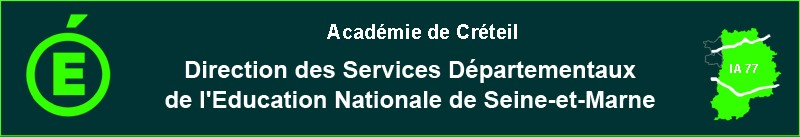 Académie de Créteil
Direction des Services Départementaux
de l'Education Nationale de Seine-et-Marne
E
IA 77